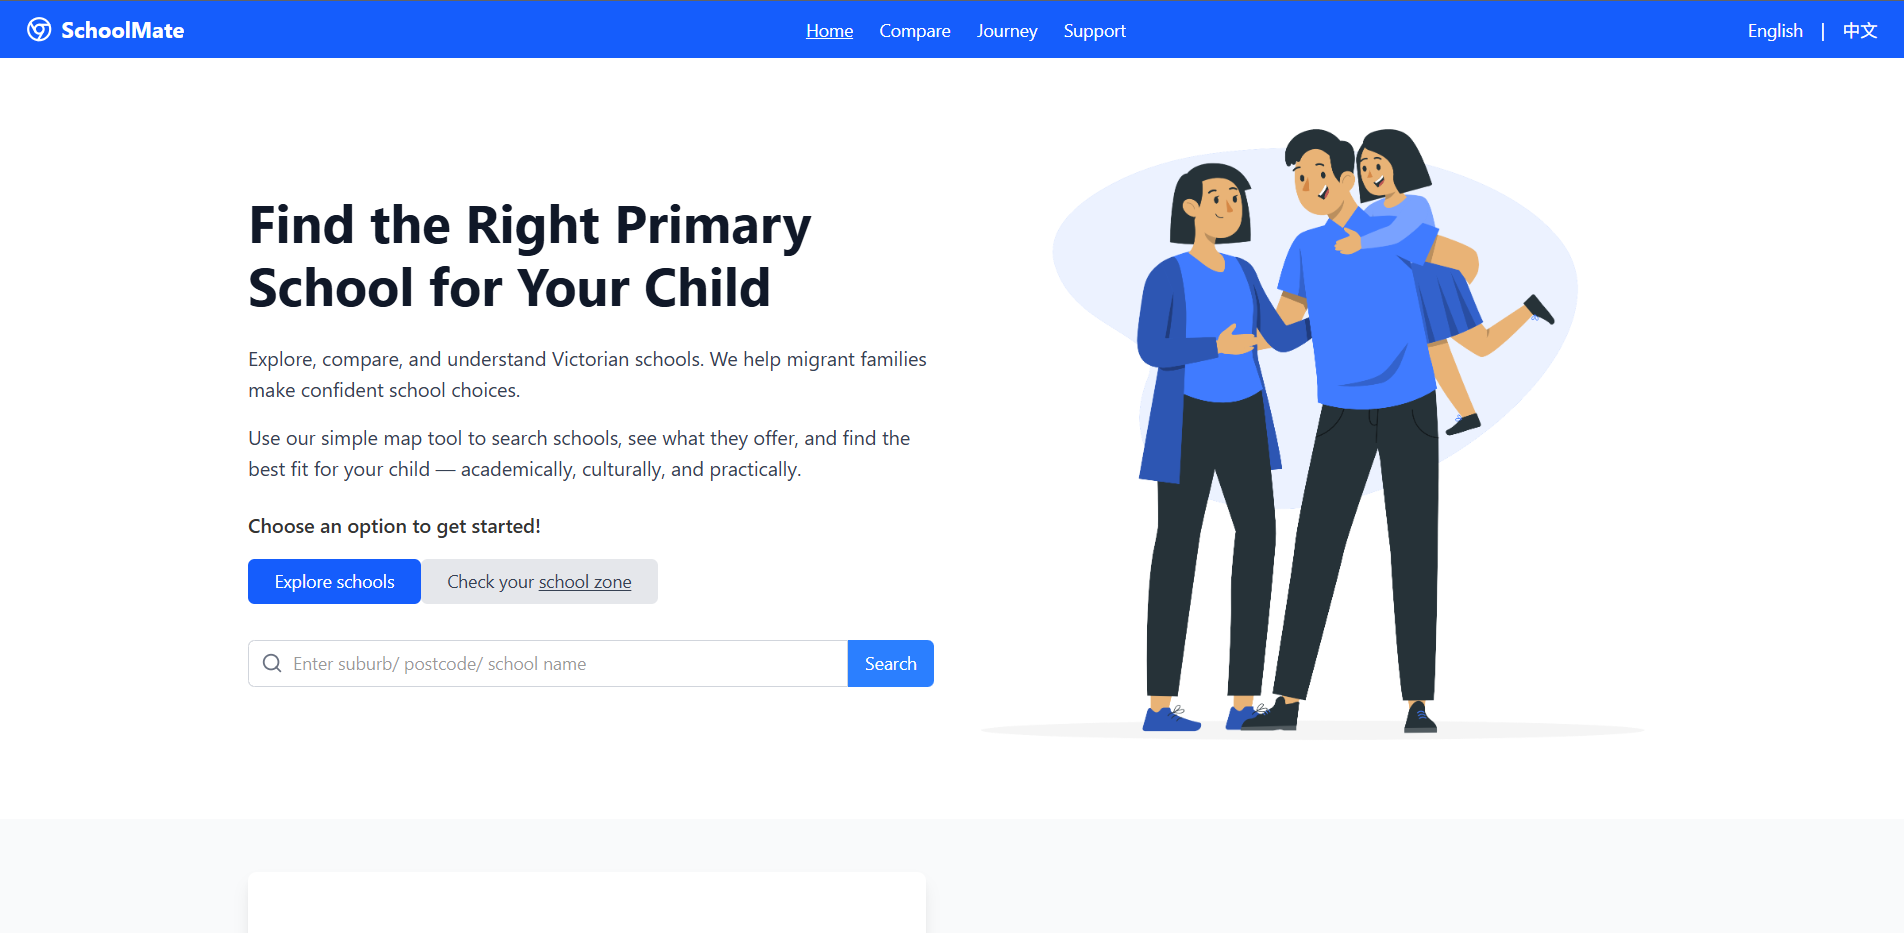 SchoolMate
Home
Compare
Journey
Support
English | 中文
Find the Right Primary
School for Your Child
Explore, compare, and understand Victorian schools. We help migrant families
make confident school choices.
Use our simple map tool to search schools, see what they offer, and find the
best fit for your child — academically, culturally, and practically.
Choose an option to get started!
Explore schools
Check your school zone
Enter suburb/ postcode/ school name
Search